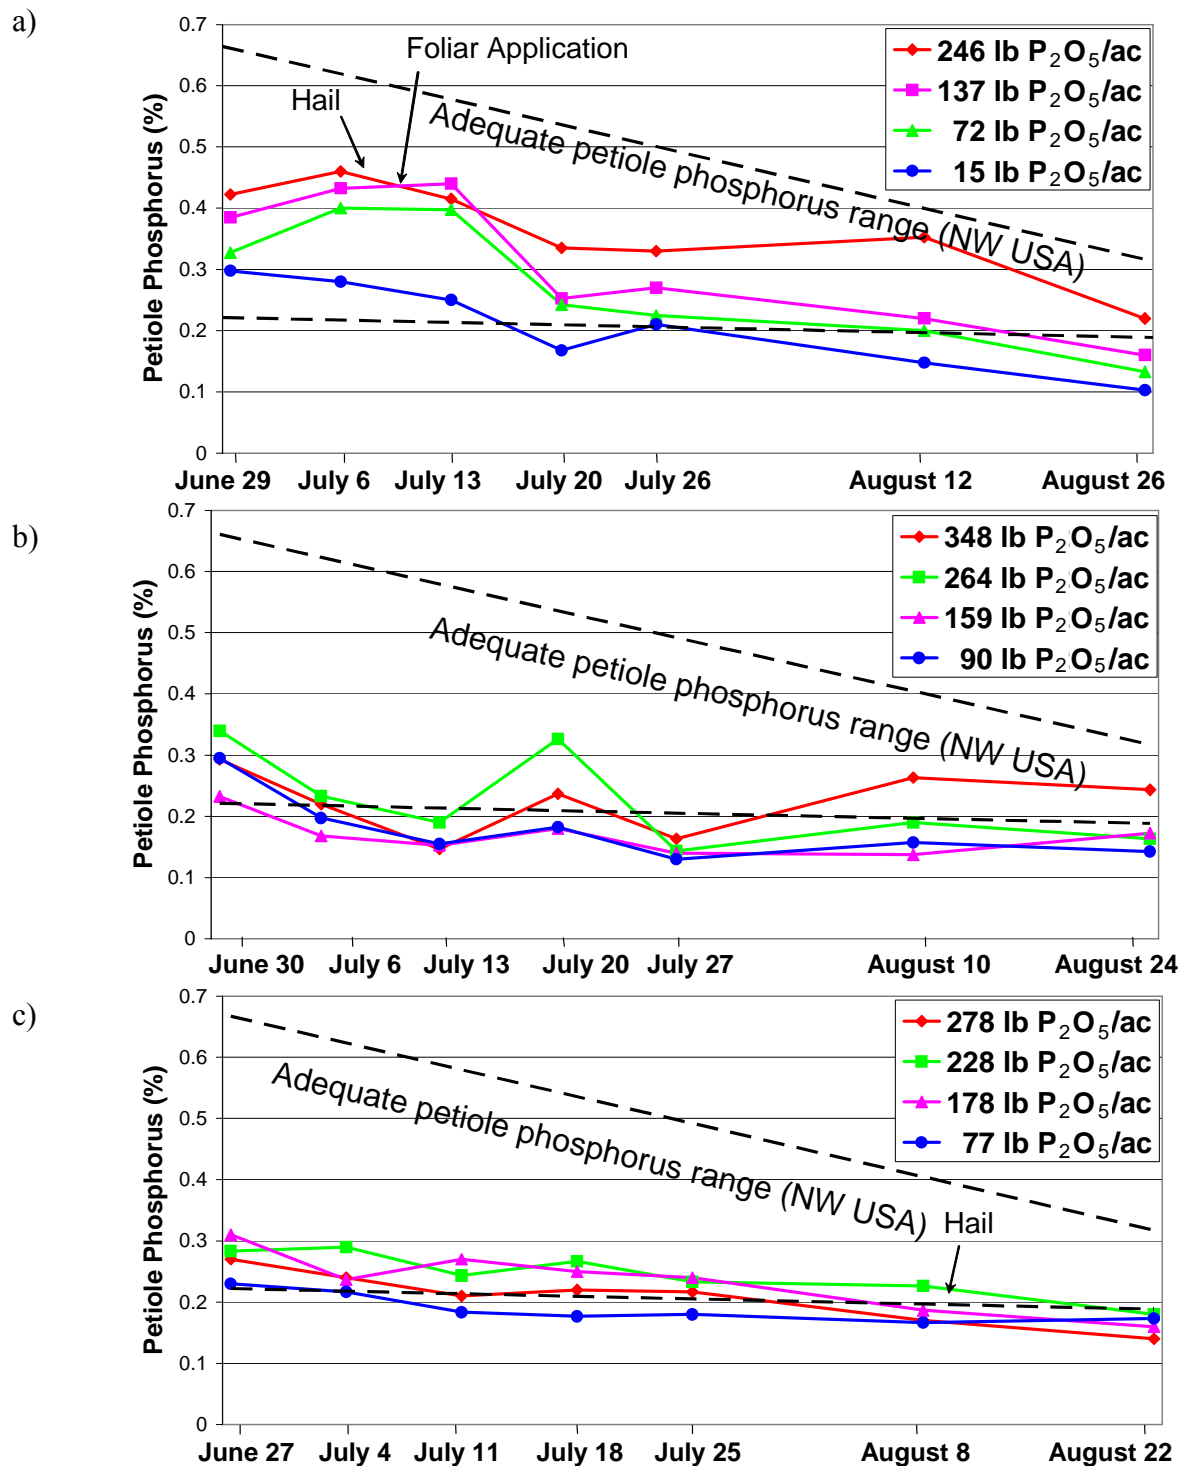 a)
0.7
0.6
0.5
0.4
0.3
0.2
0.1
0
Petiole Phosphorus (%)
Foliar Application
Hail
Adequate petiole phosphorus range (NW USA)
246 lb P2O5/ac
137 lb P2O5/ac
72 lb P2O5/ac
15 lb P2O5/ac
June 29 July 6 July 13 July 20 July 26 August 12 August 26
b)
0.7
0.6
0.5
0.4
0.3
0.2
0.1
0
Petiole Phosphorus (%)
Adequate petiole phosphorus range (NW USA)
348 lb P2O5/ac
264 lb P2O5/ac
159 lb P2O5/ac
90 lb P2O5/ac
June 30 July 6 July 13 July 20 July 27 August 10 August 24
c)
0.7
0.6
0.5
0.4
0.3
0.2
0.1
0
Petiole Phosphorus (%)
Adequate petiole phosphorus range (NW USA)
Hail
278 lb P2O5/ac
228 lb P2O5/ac
178 lb P2O5/ac
77 lb P2O5/ac
June 27 July 4 July 11 July 18 July 25 August 8 August 22